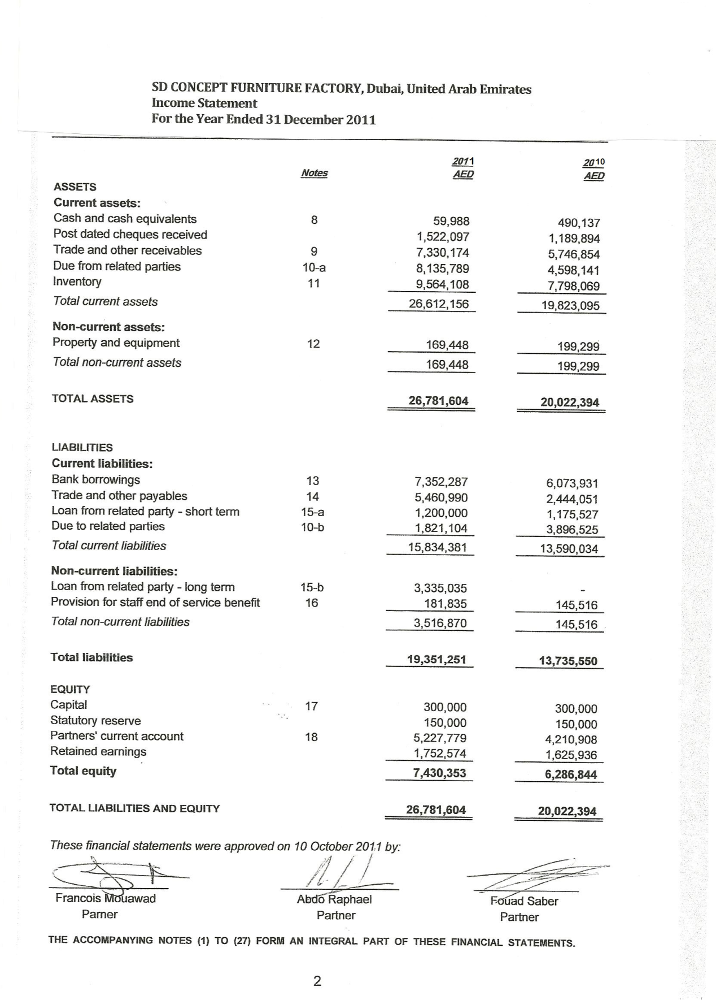 SD CONCEPT FURNITURE FACTORY, Dubai, United Arab Emirates
Income Statement
For the Year Ended 31 December 2011
2011 2010
Notes AED AED
ASSETS
Current assets:
Cash and cash equivalents 8 59,988 490,137
Post dated cheques received 1,522,097 1,189,894
Trade and other receivables 9 7,330,174 5,746,854
Due from related parties 10-a 8,135,789 4,598,141
Inventory 11 9,564,108 7,798,069
Total current assets 26,612,156 19,823,095
Non-current assets:
Property and equipment 12 169,448 199,299
Total non-current assets 169,448 199,299
TOTAL ASSETS 26,781,604 20,022,394
LIABILITIES
Current liabilities:
Bank borrowings 13 7,352,287 6,073,931
Trade and other payables 14 5,460,990 2,444,051
Loan from related party - short term 15-a 1,200,000 1,175,527
Due to related parties 10-b 1,821,104 3,896,525
Total current liabilities 15,834,381 13,590,034
Non-current liabilities:
Loan from related party - long term 15-b 3,335,035 -
Provision for staff end of service benefit 16 181,835 145,516
Total non-current liabilities 3,516,870 145,516
Total liabilities 19,351,251 13,735,550
EQUITY
Capital 17 300,000 300,000
Statutory reserve 150,000 150,000
Partners' current account 18 5,227,779 4,210,908
Retained earnings 1,752,574 1,625,936
Total equity 7,430,353 6,286,844
TOTAL LIABILITIES AND EQUITY 26,781,604 20,022,394
These financial statements were approved on 10 October 2011 by:
Francois Mouawad Abdo Raphael Fouad Saber
Parner Partner Partner
THE ACCOMPANYING NOTES (1) TO (27) FORM AN INTEGRAL PART OF THESE FINANCIAL STATEMENTS.
2